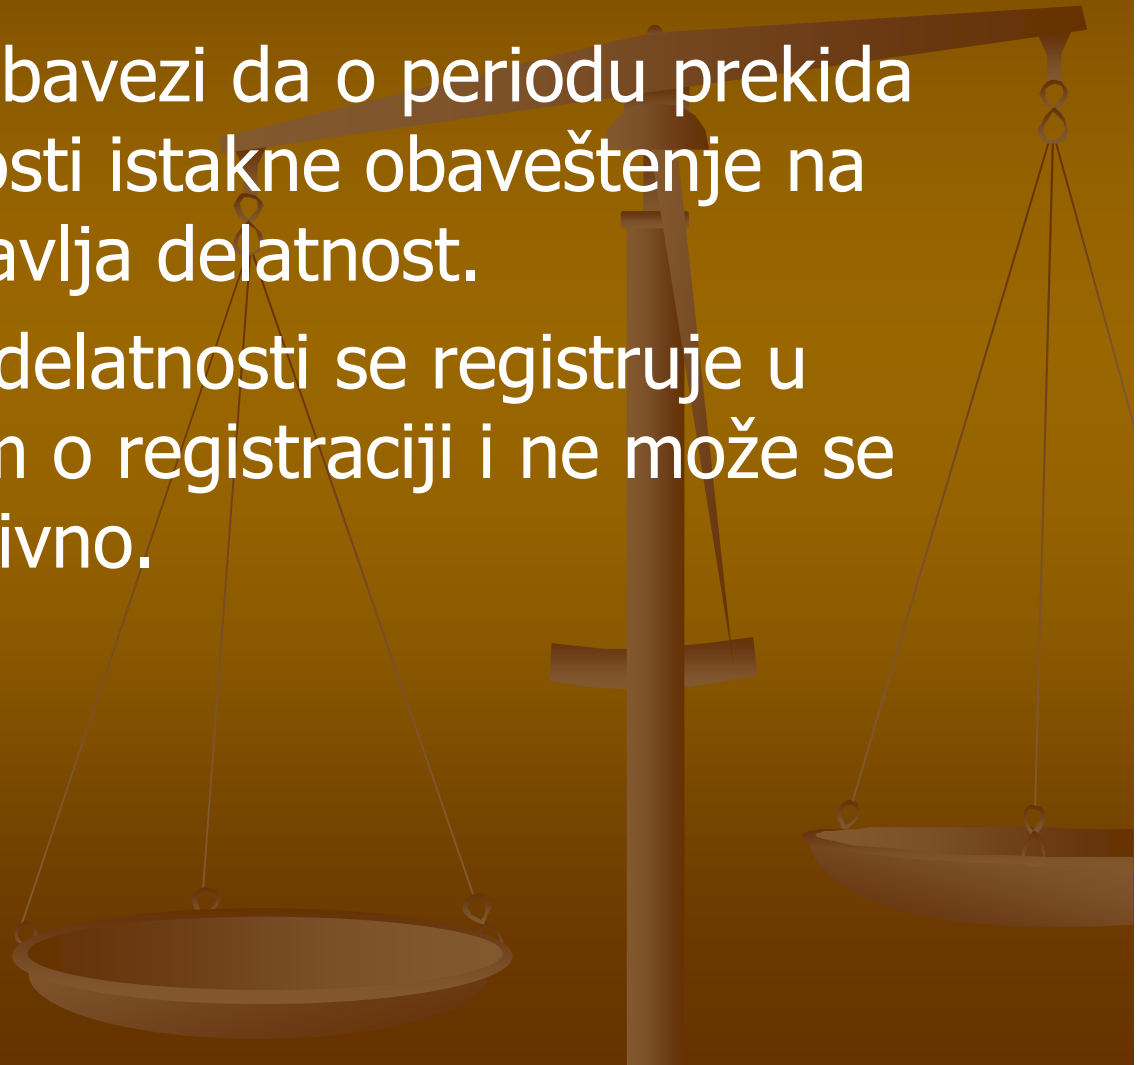 bavezi da o periodu prekida
osti istakne obaveštenje na
avlja delatnost.
delatnosti se registruje u
m o registraciji i ne može se
ivno.